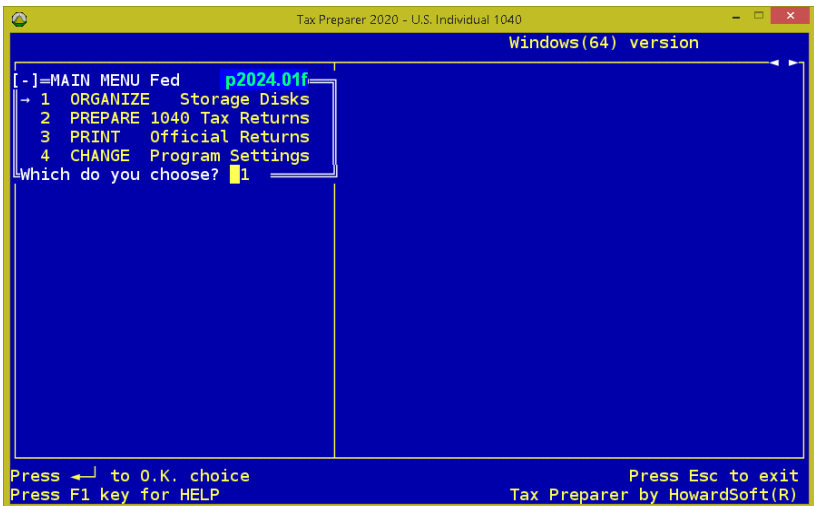 Tax Preparer 2020 - U.S. Individual 1040
Windows(64) version
[-]=MAIN MENU Fed p2024.01f
→ 1 ORGANIZE Storage Disks
2 PREPARE 1040 Tax Returns
3 PRINT Official Returns
4 CHANGE Program Settings
Which do you choose? 1
Press ↵ to O.K. choice
Press Esc to exit
Press F1 key for HELP
Tax Preparer by HowardSoft(R)